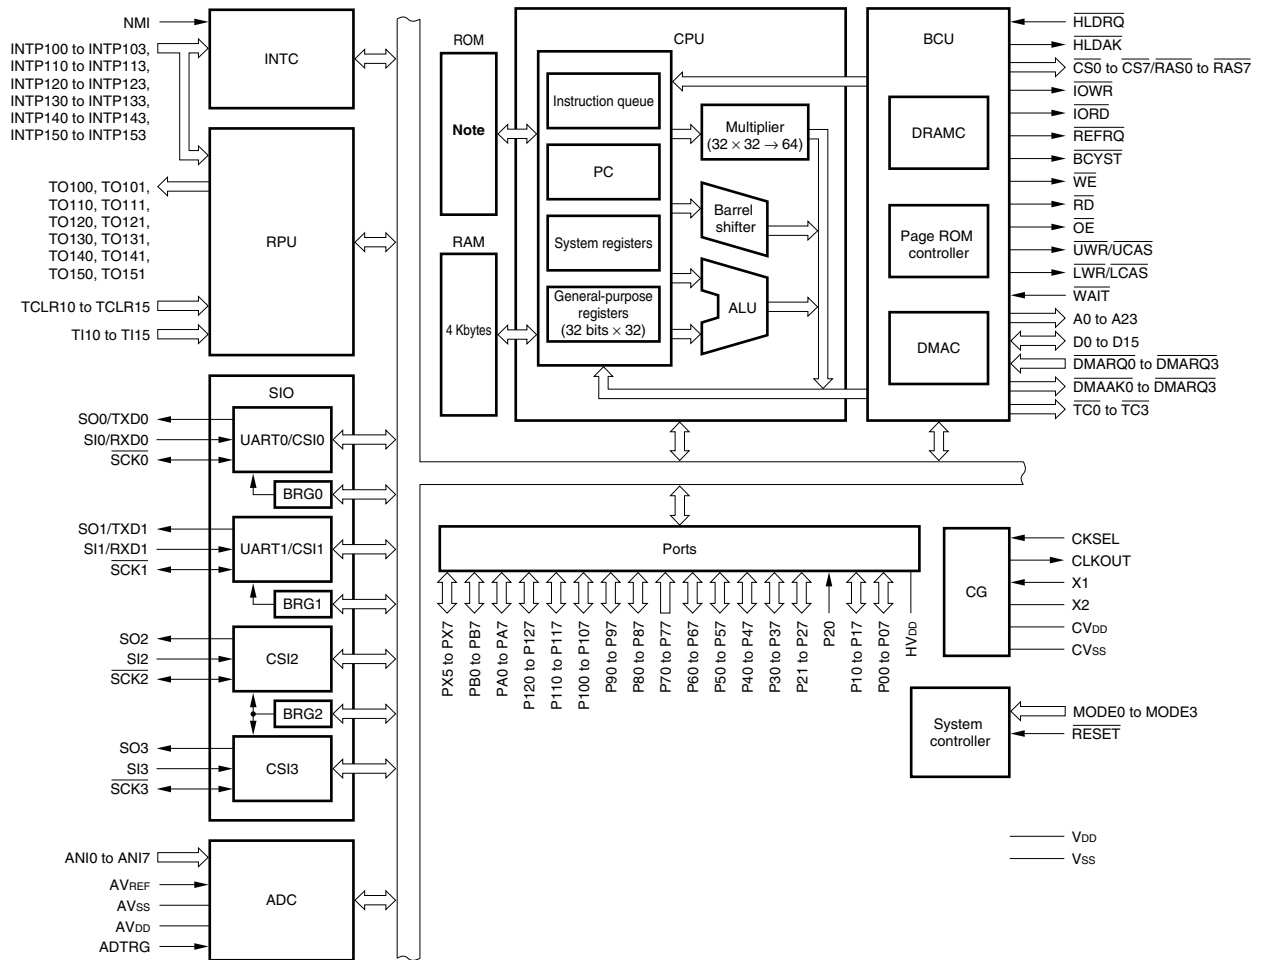 NMI
INTP100 to INTP103,
INTP110 to INTP113,
INTP120 to INTP123,
INTP130 to INTP133,
INTP140 to INTP143,
INTP150 to INTP153
INTC
TO100, TO101,
TO110, TO111,
TO120, TO121,
TO130, TO131,
TO140, TO141,
TO150, TO151
TCLR10 to TCLR15
TI10 to TI15
RPU
SIO
SO0/TXD0
SI0/RXD0
SCK0
UART0/CSI0
BRG0
SO1/TXD1
SI1/RXD1
SCK1
UART1/CSI1
BRG1
SO2
SI2
SCK2
CSI2
BRG2
SO3
SI3
SCK3
CSI3
ANI0 to ANI7
AVREF
AVSS
AVDD
ADTRG
ADC
ROM
Note
RAM
4 Kbytes
CPU
Instruction queue
PC
System registers
General-purpose
registers
(32 bits × 32)
Multiplier
(32 × 32 → 64)
Barrel
shifter
ALU
BCU
DRAMC
Page ROM
controller
DMAC
HLDRQ
HLDAK
CS0 to CS7/RAS0 to RAS7
IOWR
IORD
REFRQ
BCYST
WE
RD
OE
UWR/UCAS
LWR/LCAS
WAIT
A0 to A23
D0 to D15
DMARQ0 to DMARQ3
DMAAK0 to DMARQ3
TC0 to TC3
Ports
PX5 to PX7
PB0 to PB7
PA0 to PA7
P120 to P127
P110 to P117
P100 to P107
P90 to P97
P80 to P87
P70 to P77
P60 to P67
P50 to P57
P40 to P47
P30 to P37
P21 to P27
P20
P10 to P17
P00 to P07
HVDD
CG
CKSEL
CLKOUT
X1
X2
CVDD
CVSS
System
controller
MODE0 to MODE3
RESET
VDD
VSS